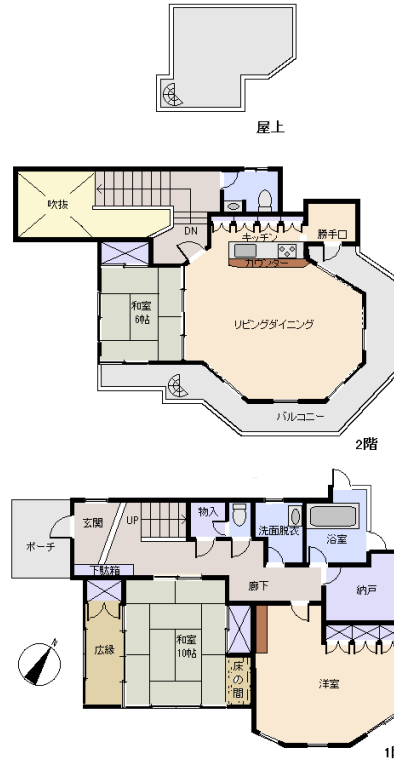 屋上
吹抜
DN
キッチン
勝手口
カウンター
和室
6帖
リビングダイニング
バルコニー
2階
玄関
UP
物入
洗面脱衣
浴室
ポーチ
下駄箱
廊下
納戸
広縁
和室
10帖
床の間
洋室
N
1階